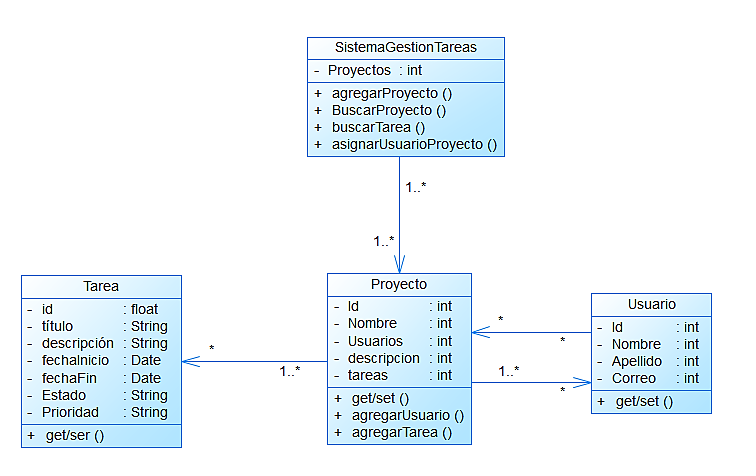 SistemaGestionTareas
- Proyectos : int
+ agregarProyecto ()
+ BuscarProyecto ()
+ buscarTarea ()
+ asignarUsuarioProyecto ()
1..*
1..*
Tarea
- id : float
- título : String
- descripción : String
- fechaInicio : Date
- fechaFin : Date
- Estado : String
- Prioridad : String
+ get/ser ()
*
1..*
Proyecto
- Id : int
- Nombre : int
- Usuarios : int
- descripcion : int
- tareas : int
+ get/set ()
+ agregarUsuario ()
+ agregarTarea ()
*
*
1..*
*
Usuario
- Id : int
- Nombre : int
- Apellido : int
- Correo : int
+ get/set ()